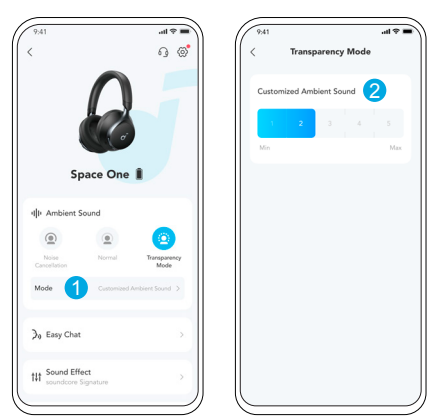 9:41
Space One
Ambient Sound
Noise
Cancellation
Normal
Transparency
Mode
Mode
1
Customized Ambient Sound
Easy Chat
Sound Effect
soundcore Signature
9:41
Transparency Mode
Customized Ambient Sound
2
1 2 3 4 5
Min Max